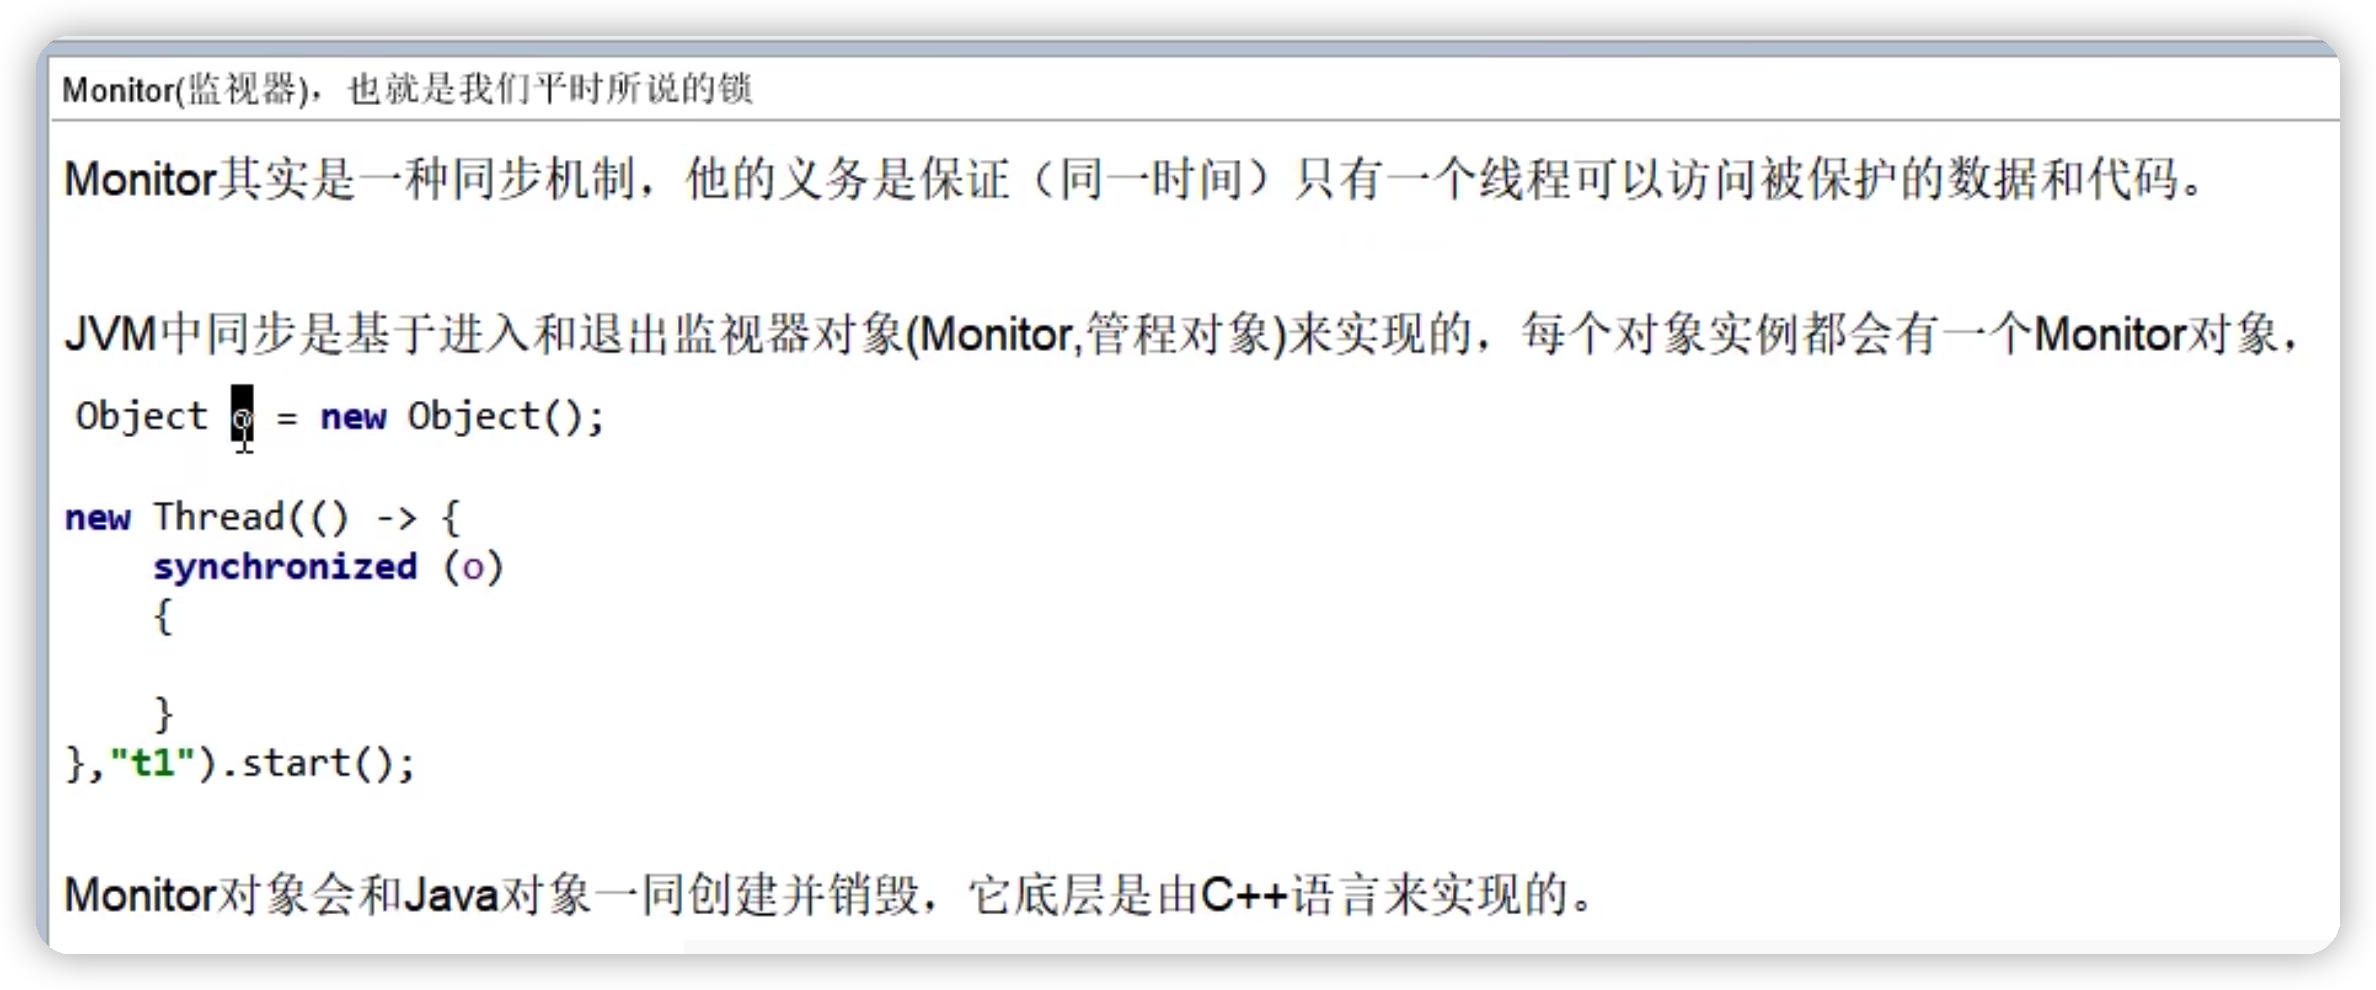 Monitor(监视器)，也就是我们平时所说的锁
Monitor其实是一种同步机制，他的义务是保证（同一时间）只有一个线程可以访问被保护的数据和代码。
JVM中同步是基于进入和退出监视器对象(Monitor,管程对象)来实现的，每个对象实例都会有一个Monitor对象，
Object o = new Object();
new Thread(() -> {
    synchronized (o)
    {
    }
},"t1").start();
Monitor对象会和Java对象一同创建并销毁，它底层是由C++语言来实现的。